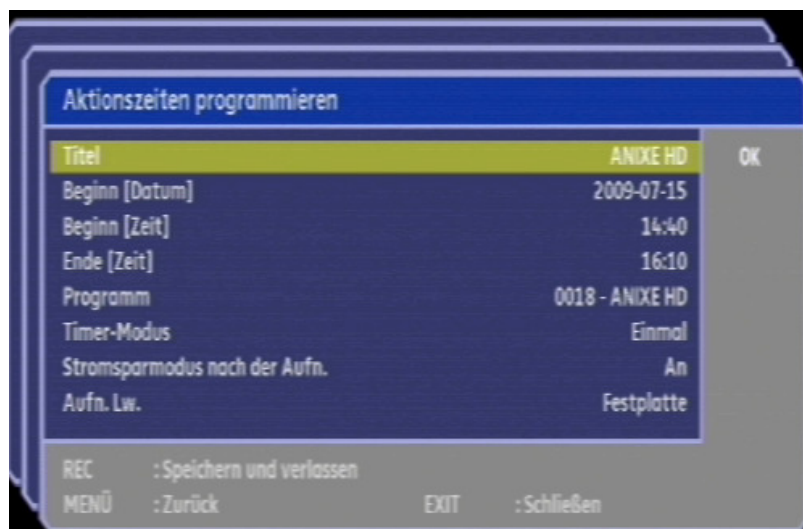 Aktionszeiten programmieren
Titel ANIXE HD OK
Beginn [Datum] 2009-07-15
Beginn [Zeit] 14:40
Ende [Zeit] 16:10
Programm 0018 - ANIXE HD
Timer-Modus Einmal
Stromsparmodus nach der Aufn. An
Aufn. Lw. Festplatte
REC : Speichern und verlassen
MENÜ : Zurück EXIT : Schließen